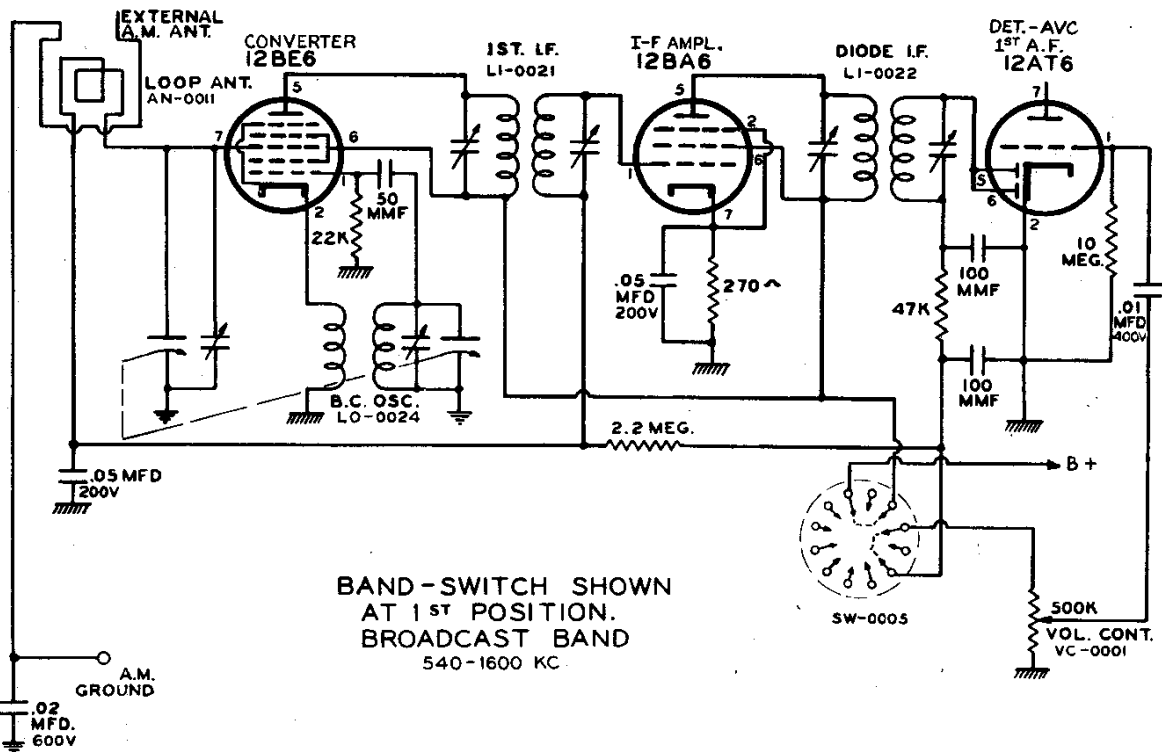 EXTERNAL
A.M. ANT.
LOOP ANT.
AN-0011
CONVERTER
12BE6
5
7
6
1
2
50
MMF
22K
1ST. I.F.
LI-0021
I-F AMPL.
12BA6
5
2
6
1
7
.05
MFD
200V
270
DIODE I.F.
LI-0022
DET.-AVC
1ST A.F.
12AT6
7
1
5
6
2
100
MMF
47K
100
MMF
10
MEG.
.01
MFD
400V
B.C. OSC.
LO-0024
2.2 MEG.
.05 MFD
200V
B+
SW-0005
500K
VOL. CONT.
VC-0001
BAND-SWITCH SHOWN
AT 1ST POSITION.
BROADCAST BAND
540-1600 KC
A.M.
GROUND
.02
MFD.
600V